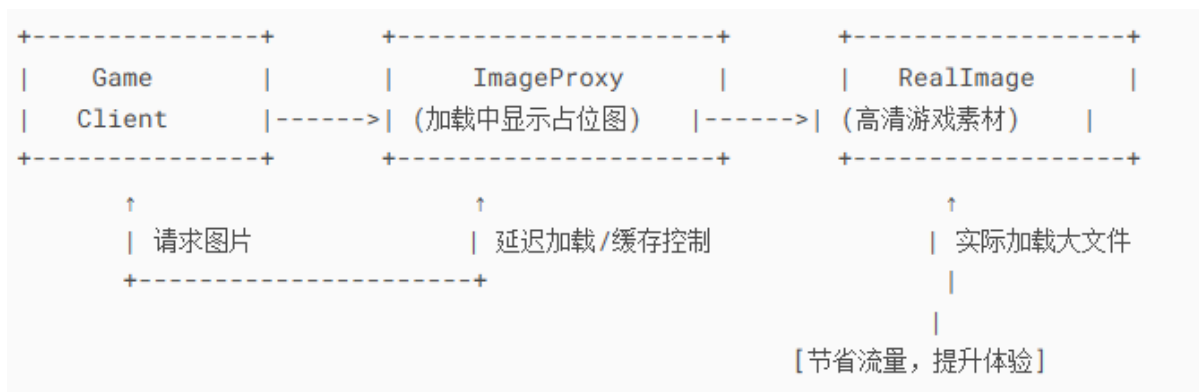 +---------------+ +---------------------+ +------------------+
| Game | | ImageProxy | | RealImage |
| Client |------>| (加载中显示占位图) |------>| (高清游戏素材) |
+---------------+ +---------------------+ +------------------+
↑ ↑ ↑
| 请求图片 | 延迟加载/缓存控制 | 实际加载大文件
+-----------------------+ |
|
[节省流量，提升体验]